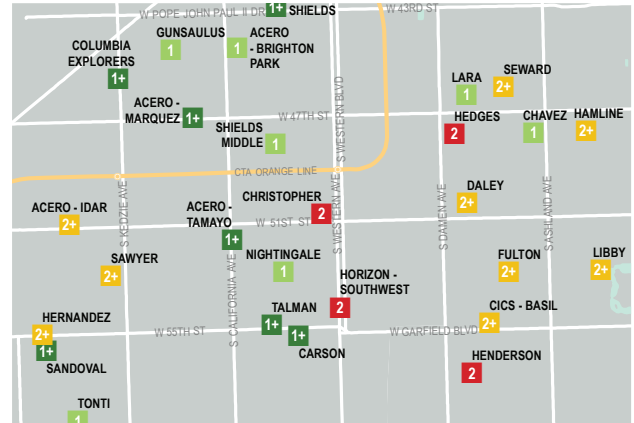 W POPE JOHN PAUL II DR
1+
SHIELDS
W 43RD ST
GUNSAULUS
1
ACERO
- BRIGHTON
PARK
1
COLUMBIA
EXPLORERS
1+
ACERO -
MARQUEZ
1+
W 47TH ST
SHIELDS
MIDDLE
1
S WESTERN BLVD
LARA
1
SEWARD
2+
HEDGES
2
CHAVEZ
1
HAMLINE
2+
CTA ORANGE LINE
S KEDZIE AVE
ACERO - IDAR
2+
ACERO -
TAMAYO
1+
CHRISTOPHER
2
W 51ST ST
S WESTERN AVE
S DAMEN AVE
DALEY
2+
S ASHLAND AVE
SAWYER
2+
S CALIFORNIA AVE
NIGHTINGALE
1
HORIZON -
SOUTHWEST
2
FULTON
2+
LIBBY
2+
HERNANDEZ
2+
1+
SANDOVAL
W 55TH ST
TALMAN
1+
1+
CARSON
W GARFIELD BLVD
CICS - BASIL
2+
HENDERSON
2
TONTI
1